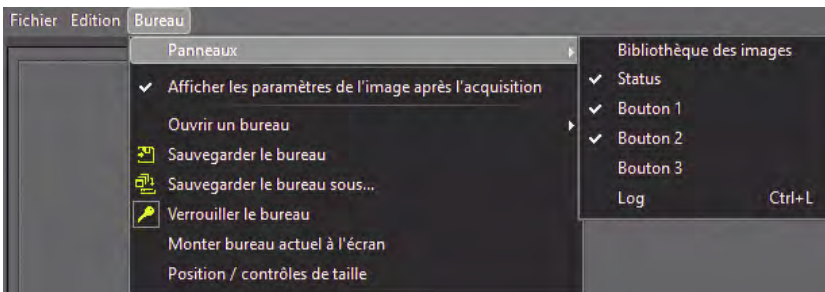 Fichier Edition Bureau
Panneaux
Afficher les paramètres de l'image après l'acquisition
Ouvrir un bureau
Sauvegarder le bureau
Sauvegarder le bureau sous...
Verrouiller le bureau
Monter bureau actuel à l'écran
Position / contrôles de taille
Bibliothèque des images
Status
Bouton 1
Bouton 2
Bouton 3
Log Ctrl+L